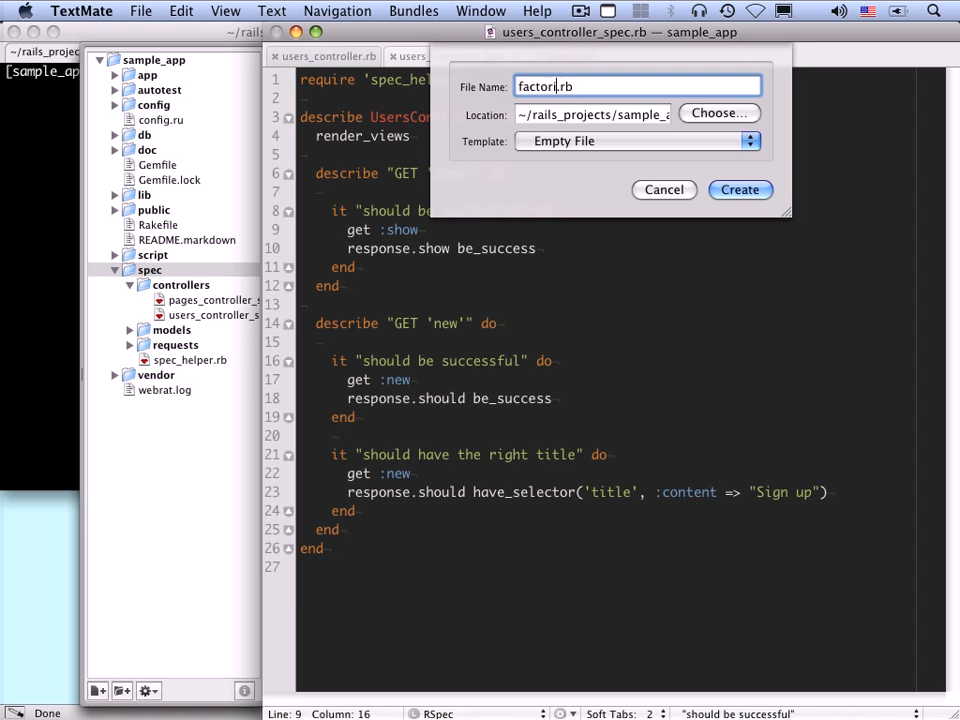 TextMate File Edit View Text Navigation Bundles Window Help
~/rails
users_controller_spec.rb — sample_app
~/rails_projec
[sample_ap
sample_app
app
autotest
config
config.ru
db
doc
Gemfile
Gemfile.lock
lib
public
Rakefile
README.markdown
script
spec
controllers
pages_controller_s
users_controller_s
models
requests
spec_helper.rb
vendor
webrat.log
users_controller.rb
users_
File Name: factori.rb
Location: ~/rails_projects/sample_a Choose...
Template: Empty File
Cancel Create
1 require 'spec_hel
2
3 describe UsersCon
4 render_views
5
6 describe "GET '
7
8 it "should be
9 get :show
10 response.show be_success
11 end
12 end
13
14 describe "GET 'new'" do
15
16 it "should be successful" do
17 get :new
18 response.should be_success
19 end
20
21 it "should have the right title" do
22 get :new
23 response.should have_selector('title', :content => "Sign up")
24 end
25 end
26 end
27
Done
Line: 9 Column: 16 RSpec Soft Tabs: 2 "should be successful"